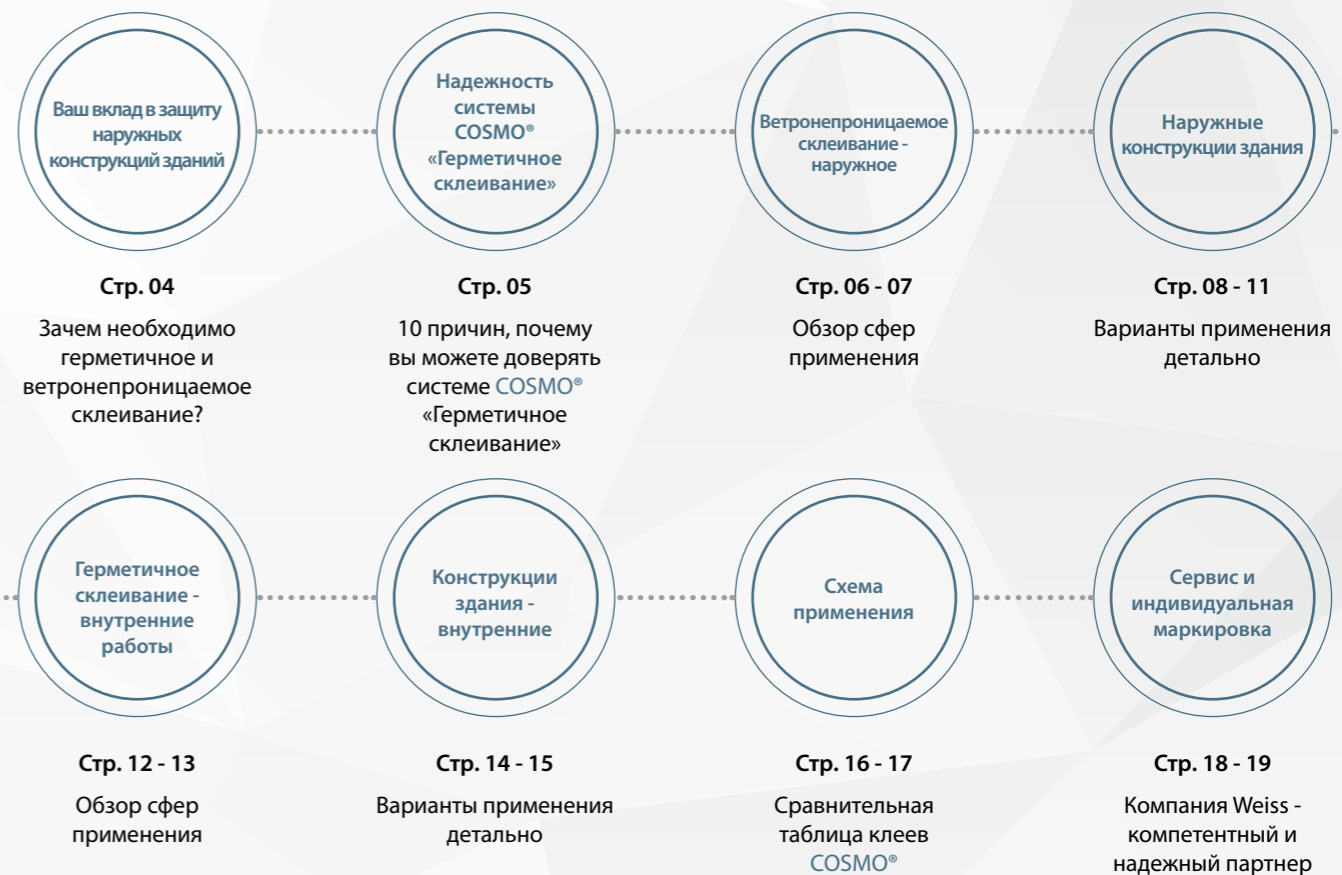 Ваш вклад в защиту
наружных
конструкций зданий
Стр. 04
Зачем необходимо
герметичное и
ветронепроницаемое
склеивание?
Надежность
системы
COSMO®
«Герметичное
склеивание»
Стр. 05
10 причин, почему
вы можете доверять
системе COSMO®
«Герметичное
склеивание»
Ветронепроницаемое
склеивание -
наружное
Стр. 06 - 07
Обзор сфер
применения
Наружные
конструкции здания
Стр. 08 - 11
Варианты применения
детально
Герметичное
склеивание -
внутренние
работы
Стр. 12 - 13
Обзор сфер
применения
Конструкции
здания -
внутренние
Стр. 14 - 15
Варианты применения
детально
Схема
применения
Стр. 16 - 17
Сравнительная
таблица клеев
COSMO®
Сервис и
индивидуальная
маркировка
Стр. 18 - 19
Компания Weiss -
компетентный и
надежный партнер